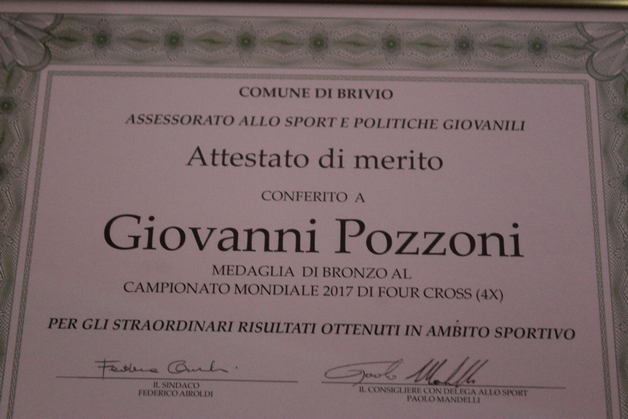 COMUNE DI BRIVIO
ASSESSORATO ALLO SPORT E POLITICHE GIOVANILI
Attestato di merito
CONFERITO A
Giovanni Pozzoni
MEDAGLIA DI BRONZO AL
CAMPIONATO MONDIALE 2017 DI FOUR CROSS (4X)
PER GLI STRAORDINARI RISULTATI OTTENUTI IN AMBITO SPORTIVO
IL SINDACO
FEDERICO AIROLDI
IL CONSIGLIERE CON DELEGA ALLO SPORT
PAOLO MANDELLI